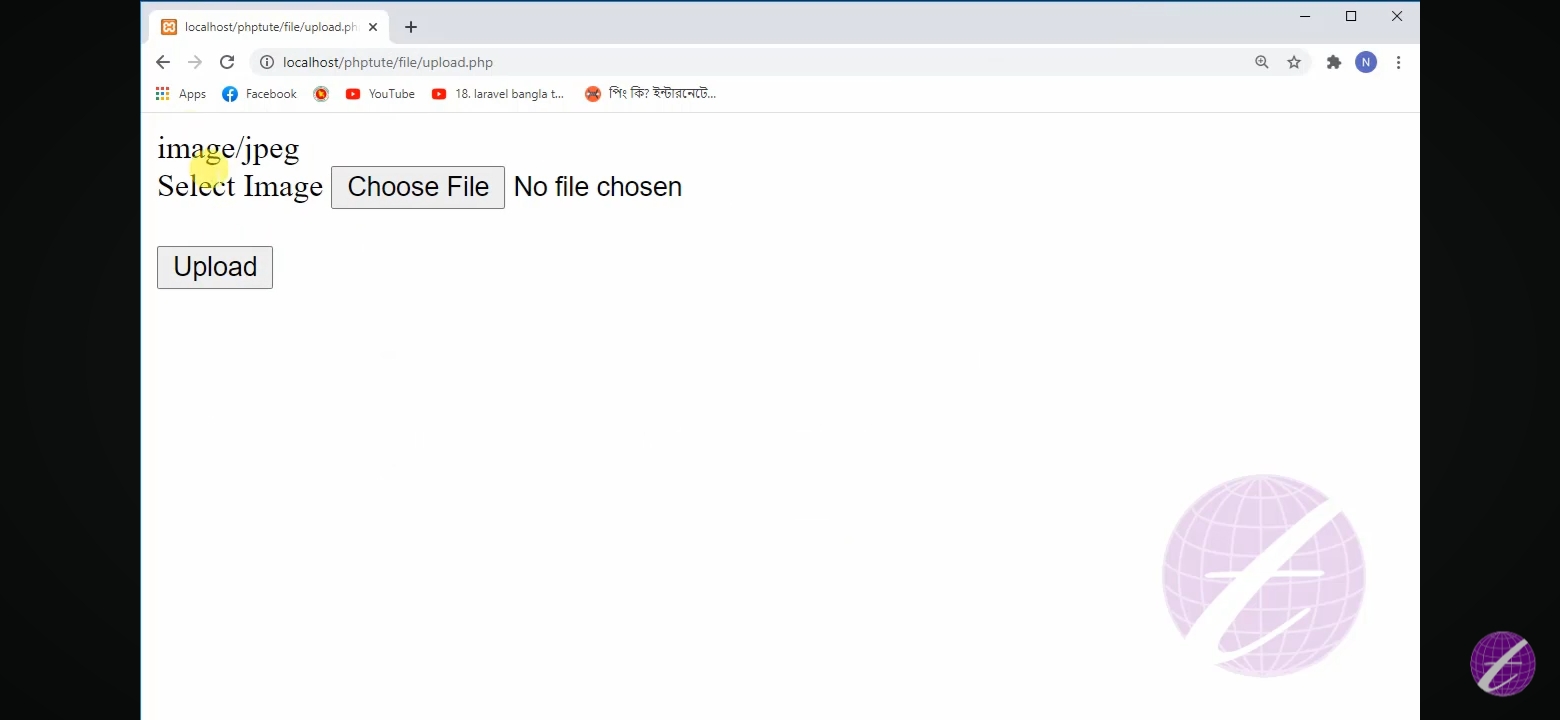 localhost/phptute/file/upload.ph
localhost/phptute/file/upload.php
N
Apps
Facebook
YouTube
18. laravel bangla t...
পিং কি? ইন্টারনেটে...
image/jpeg
Select Image Choose File No file chosen
Upload